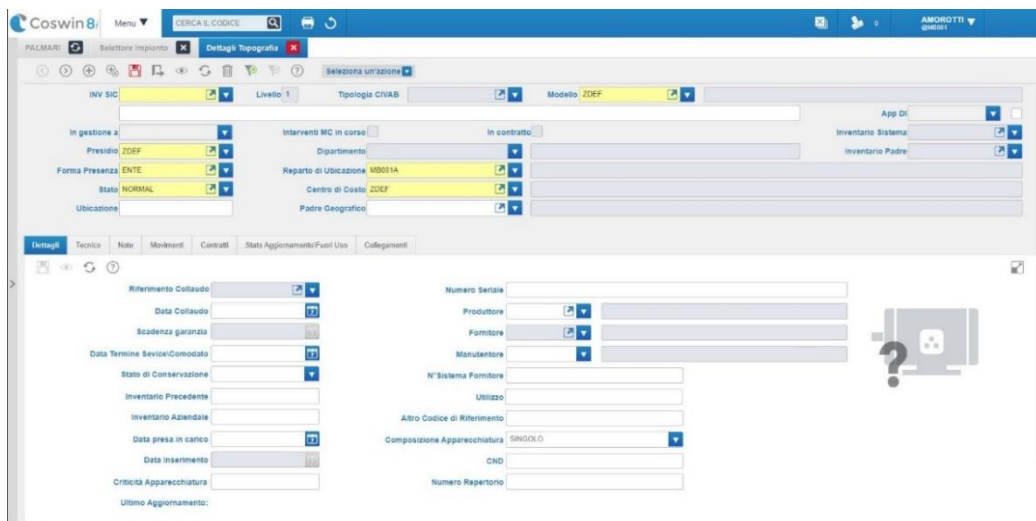 Coswin 8i Menu CERCA IL CODICE 0 AMOROTTI
@MB001
PALMARI Selettore Impianto Dettagli Topografia
Seleziona un'azione
INV SIC Livello 1 Tipologia CIVAB Modello ZDEF
App DI
In gestione a Interventi MC in corso In contratto Inventario Sistema
Presidio ZDEF Dipartimento Inventario Padre
Forma Presenza ENTE Reparto di Ubicazione MB001A
Stato NORMAL Centro di Costo ZDEF
Ubicazione Padre Geografico
Dettagli Tecnico Note Movimenti Contratti Stato Aggiornamento\Fuori Uso Collegamenti
Riferimento Collaudo Numero Seriale
Data Collaudo Produttore
Scadenza garanzia Fornitore
Data Termine Sevice\Comodato Manutentore
Stato di Conservazione N°Sistema Fornitore
Inventario Precedente Utilizzo
Inventario Aziendale Altro Codice di Riferimento
Data presa in carico Composizione Apparecchiatura SINGOLO
Data inserimento CND
Criticità Apparecchiatura Numero Repertorio
Ultimo Aggiornamento: